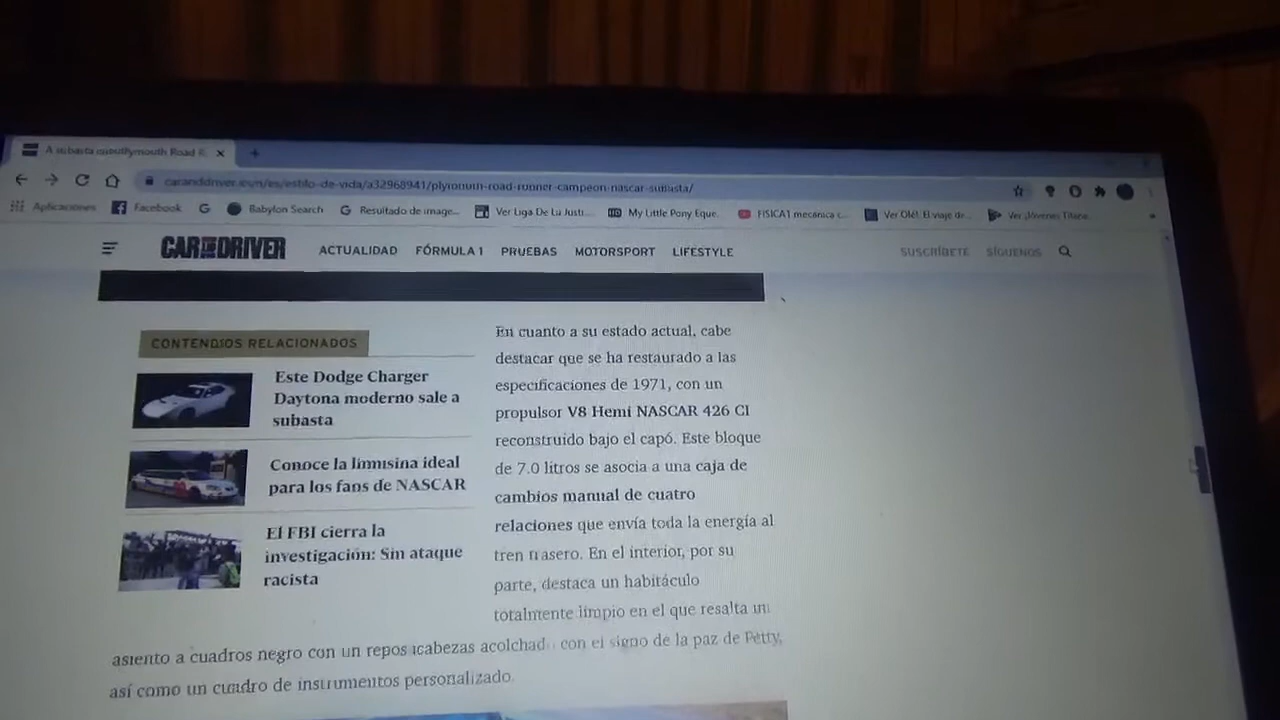 A subasta
Road R
caranddriver.com/es/estilo-de-vida/a32968941/plymouth-road-runner-campeon-nascar-subasta/
Aplicaciones Facebook Babylon Search Resultado de image... Ver Liga De Lu Justi... My Little Pony Eque. FISICA1 mecánica c... Ver Olé!. El viaje de... Ver ¡Jóvenes Titane.
CAR AND DRIVER ACTUALIDAD FÓRMULA 1 PRUEBAS MOTORSPORT LIFESTYLE SUSCRÍBETE SÍGUENOS
CONTENIDOS RELACIONADOS
Este Dodge Charger
Daytona moderno sale a
subasta
Conoce la limusina ideal
para los fans de NASCAR
El FBI cierra la
investigación: Sin ataque
racista
En cuanto a su estado actual, cabe
destacar que se ha restaurado a las
especificaciones de 1971, con un
propulsor V8 Hemi NASCAR 426 CI
reconstruido bajo el capó. Este bloque
de 7.0 litros se asocia a una caja de
cambios manual de cuatro
relaciones que envía toda la energía al
tren trasero. En el interior, por su
parte, destaca un habitáculo
totalmente limpio en el que resalta un
asiento a cuadros negro con un reposacabezas acolchado con el signo de la paz de Petty,
así como un cuadro de instrumentos personalizado.